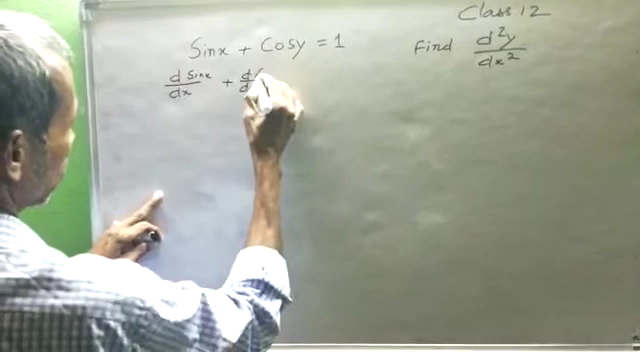 Class 12
Sinx + Cosy = 1
Find d²y/dx²
d Sinx/dx + d